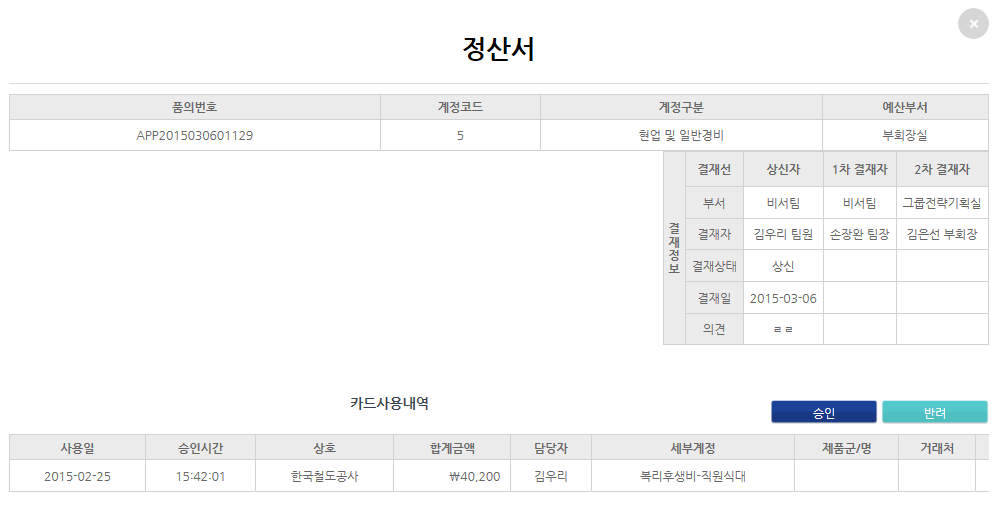 정산서
품의번호 계정코드 계정구분 예산부서
APP2015030601129 5 현업 및 일반경비 부회장실
결재정보
결재선 상신자 1차 결재자 2차 결재자
부서 비서팀 비서팀 그룹전략기획실
결재자 김우리 팀원 손장완 팀장 김은선 부회장
결재상태 상신
결재일 2015-03-06
의견 ㄹㄹ
카드사용내역 승인 반려
사용일 승인시간 상호 합계금액 담당자 세부계정 제품군/명 거래처
2015-02-25 15:42:01 한국철도공사 ₩40,200 김우리 복리후생비-직원식대